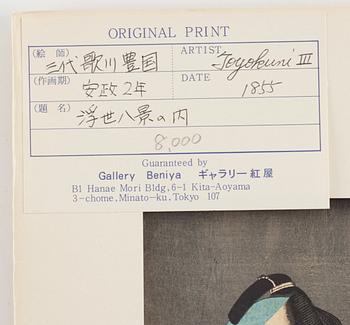 ORIGINAL PRINT
(絵師) 三代歌川豊国 ARTIST Toyokuni III
(作画期) 安政2年 DATE 1855
(題名) 浮世八景の内
8,000
Guaranteed by
Gallery Beniya ギャラリー紅屋
B1 Hanae Mori Bldg, 6-1 Kita-Aoyama
3-chome, Minato-ku, Tokyo 107